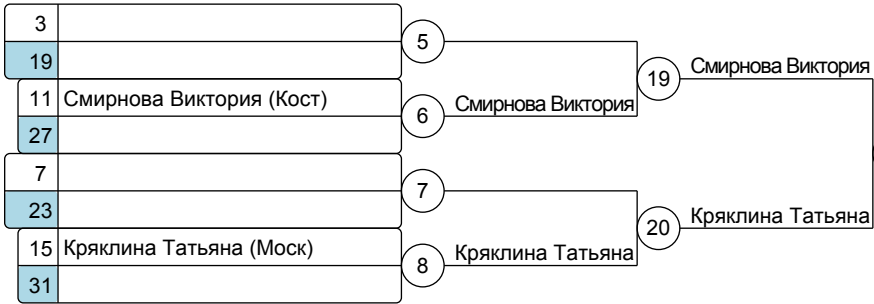 3
5
19
19 Смирнова Виктория
11 Смирнова Виктория (Кост)
6 Смирнова Виктория
27
7
7
23
20 Кряклина Татьяна
15 Кряклина Татьяна (Моск)
8 Кряклина Татьяна
31